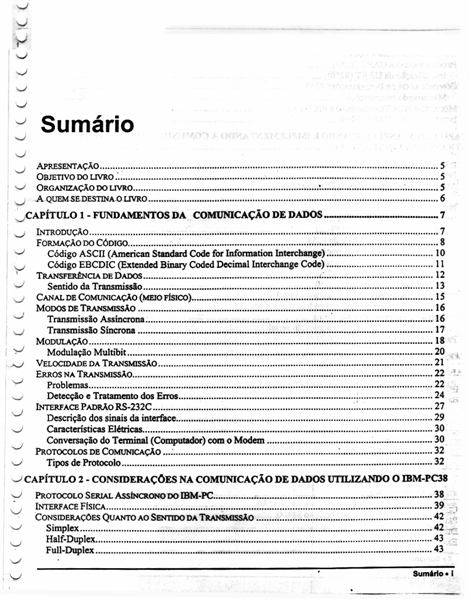 Sumário
APRESENTAÇÃO 5
OBJETIVO DO LIVRO 5
ORGANIZAÇÃO DO LIVRO 5
A QUEM SE DESTINA O LIVRO 6
CAPÍTULO 1 - FUNDAMENTOS DA COMUNICAÇÃO DE DADOS 7
INTRODUÇÃO 7
FORMAÇÃO DO CÓDIGO 8
Código ASCII (American Standard Code for Information Interchange) 10
Código EBCDIC (Extended Binary Coded Decimal Interchange Code) 11
TRANSFERÊNCIA DE DADOS 12
Sentido da Transmissão 13
CANAL DE COMUNICAÇÃO (MEIO FÍSICO) 15
MODOS DE TRANSMISSÃO 16
Transmissão Assíncrona 16
Transmissão Síncrona 17
MODULAÇÃO 18
Modulação Multibit 20
VELOCIDADE DA TRANSMISSÃO 21
ERROS NA TRANSMISSÃO 22
Problemas 22
Detecção e Tratamento dos Erros 24
INTERFACE PADRÃO RS-232C 27
Descrição dos sinais da interface 29
Características Elétricas 30
Conversação do Terminal (Computador) com o Modem 30
PROTOCOLOS DE COMUNICAÇÃO 32
Tipos de Protocolo 32
CAPÍTULO 2 - CONSIDERAÇÕES NA COMUNICAÇÃO DE DADOS UTILIZANDO O IBM-PC38
PROTOCOLO SERIAL ASSÍNCRONO DO IBM-PC 38
INTERFACE FÍSICA 39
CONSIDERAÇÕES QUANTO AO SENTIDO DA TRANSMISSÃO 42
Simplex 42
Half-Duplex 43
Full-Duplex 43
Sumário • i